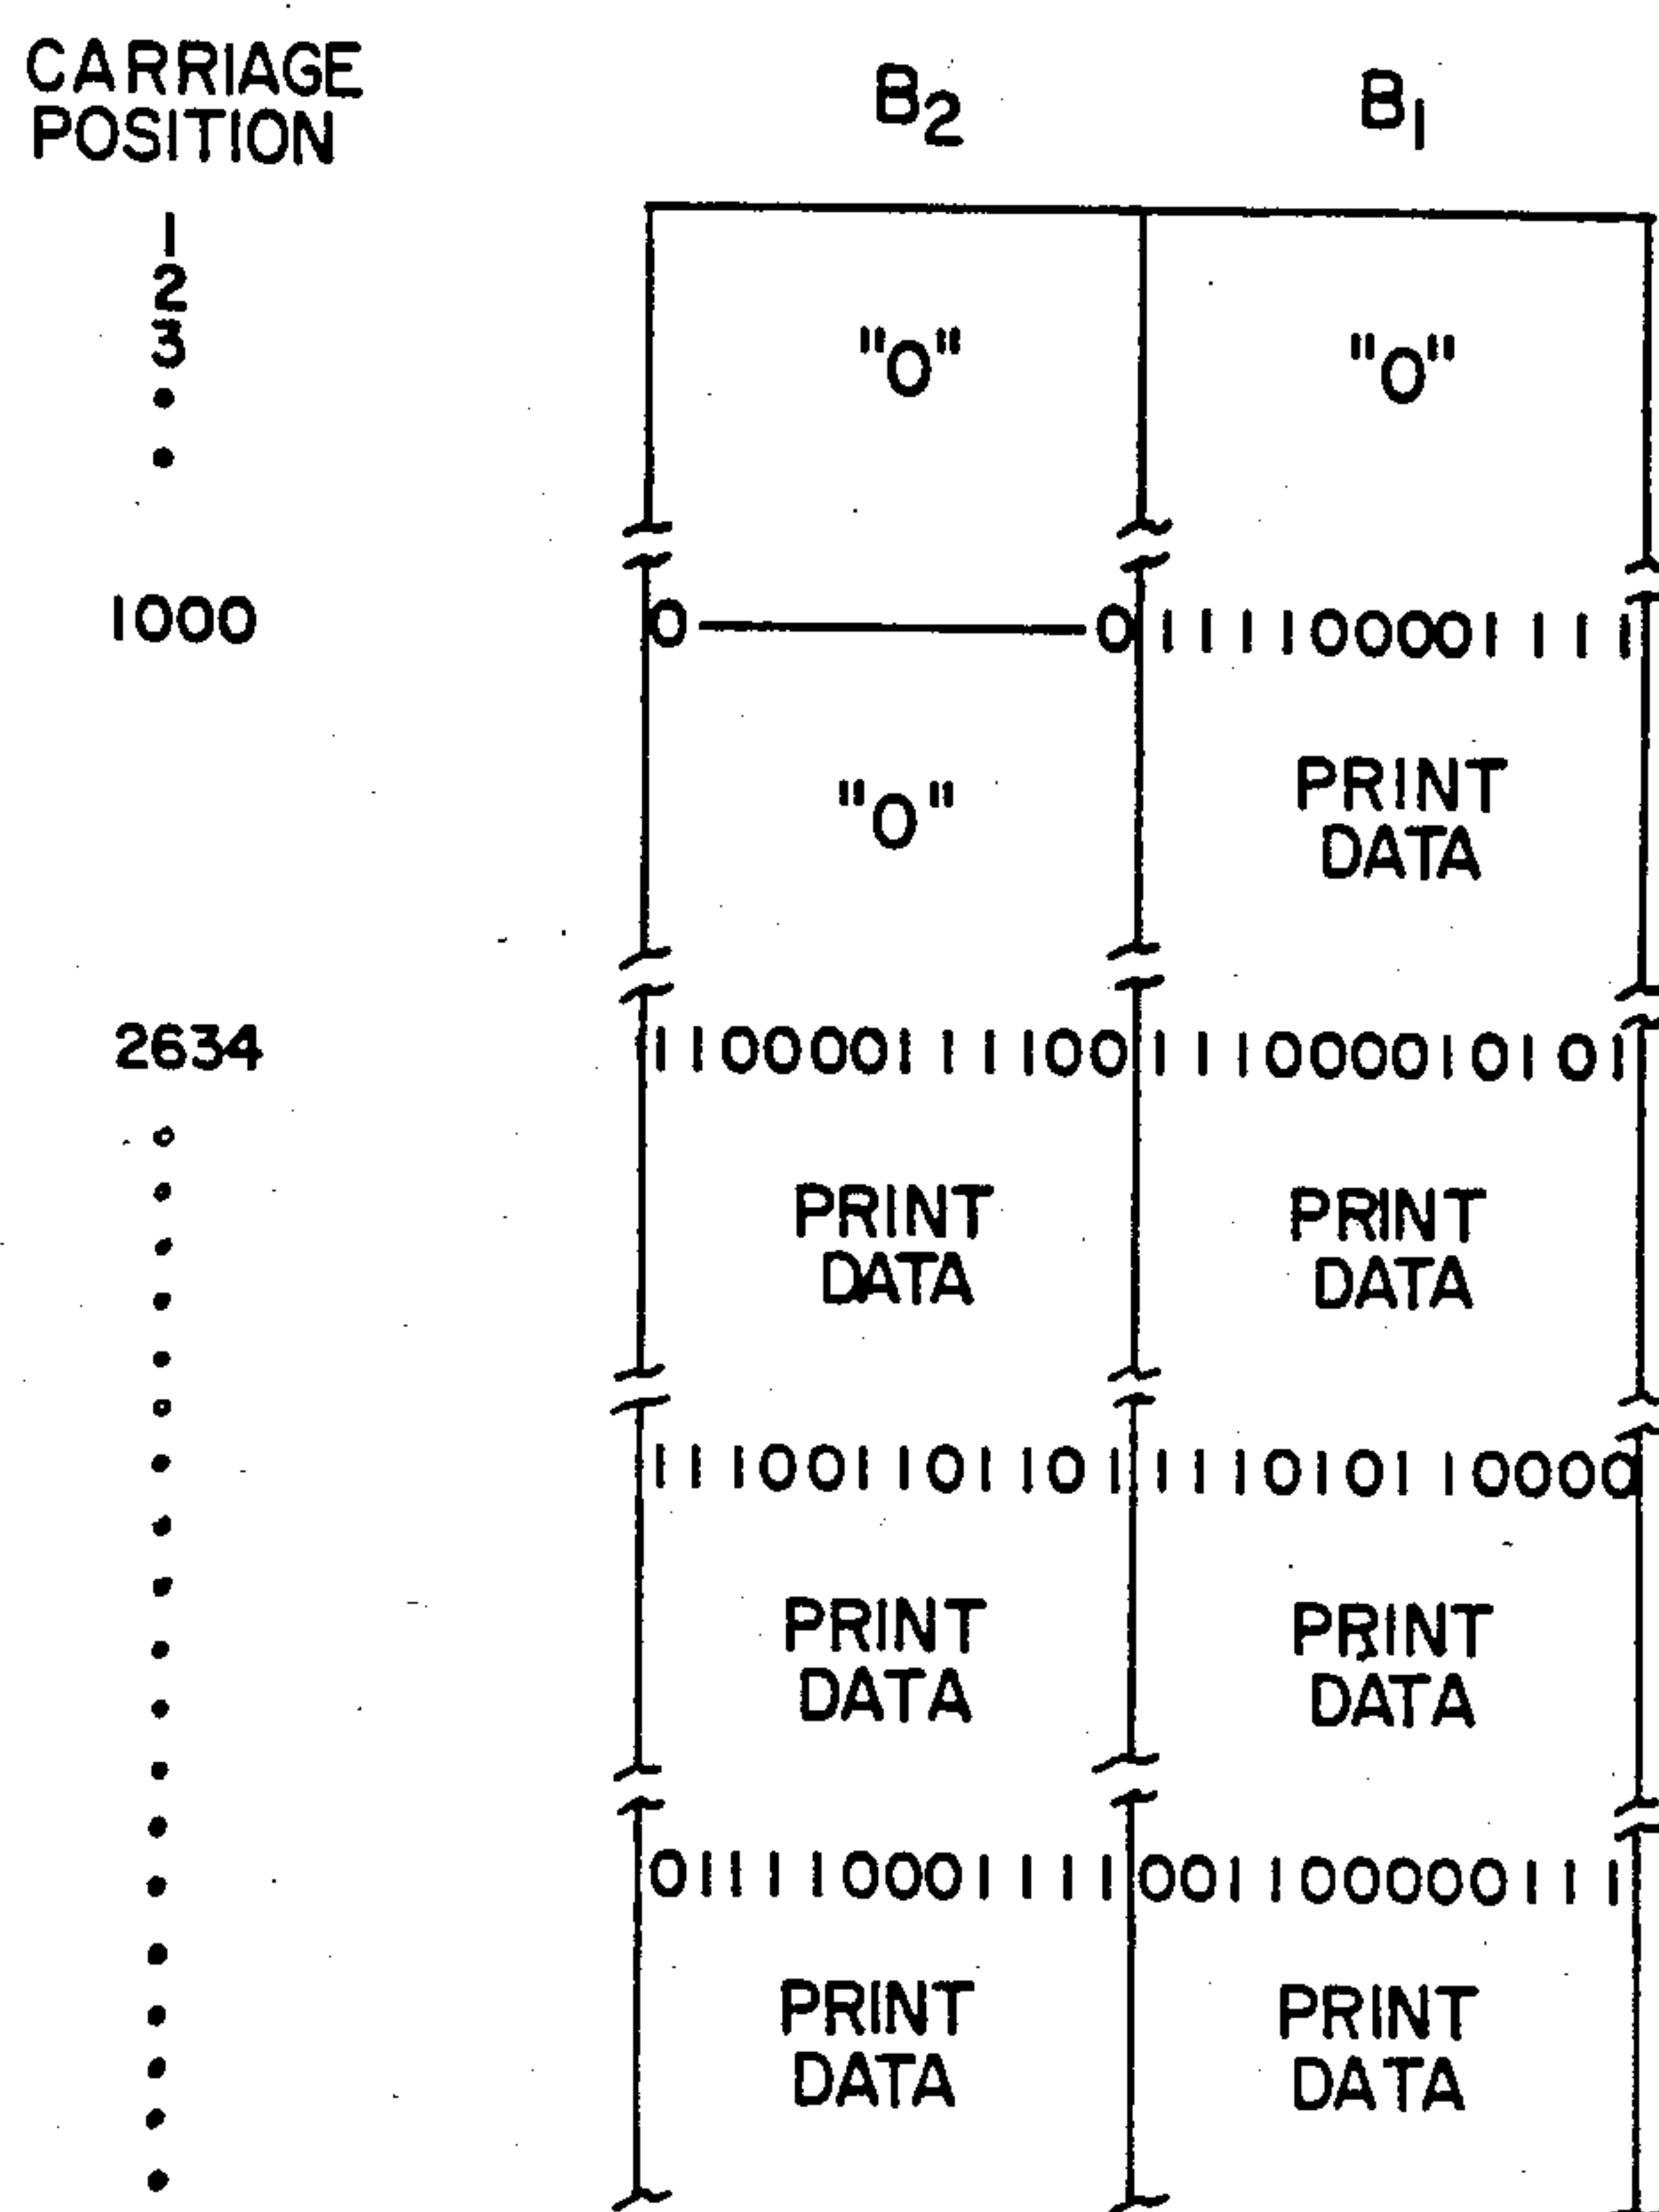 CARRIAGE
POSITION
B2 B1
1
2
3
"0" "0"
1000 0 0 111100001111
"0" PRINT
DATA
2634 110000111100 111000010101
PRINT PRINT
DATA DATA
111001101101 111010110000
PRINT PRINT
DATA DATA
011110001111 001100000111
PRINT PRINT
DATA DATA